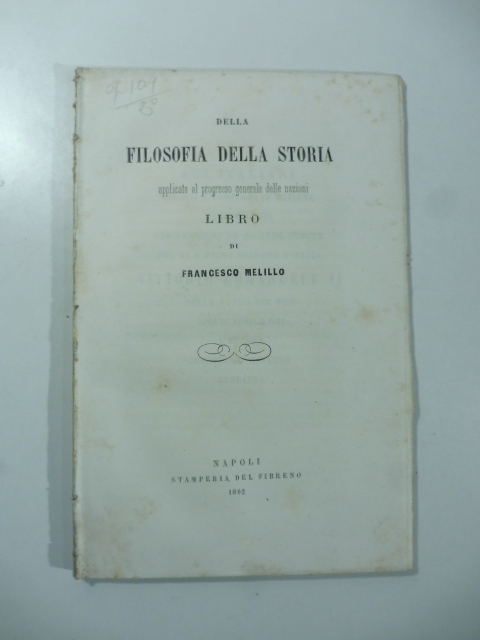 DELLA
FILOSOFIA DELLA STORIA
applicata al progresso generale delle nazioni
LIBRO
DI
FRANCESCO MELILLO
NAPOLI
STAMPERIA DEL FIBRENO